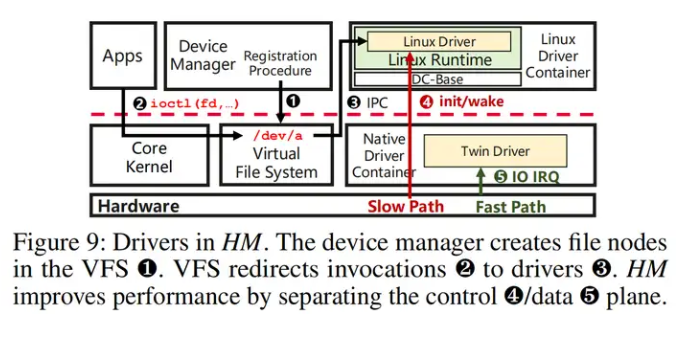 Apps
Device
Manager
Registration
Procedure
❶
Linux Driver
Linux Runtime
DC-Base
Linux
Driver
Container
❷ ioctl(fd,…)
❸ IPC
❹ init/wake
Core
Kernel
/dev/a
Virtual
File System
Native
Driver
Container
Twin Driver
❺ IO IRQ
Hardware
Slow Path
Fast Path
Figure 9: Drivers in HM. The device manager creates file nodes
in the VFS ❶. VFS redirects invocations ❷ to drivers ❸. HM
improves performance by separating the control ❹/data ❺ plane.